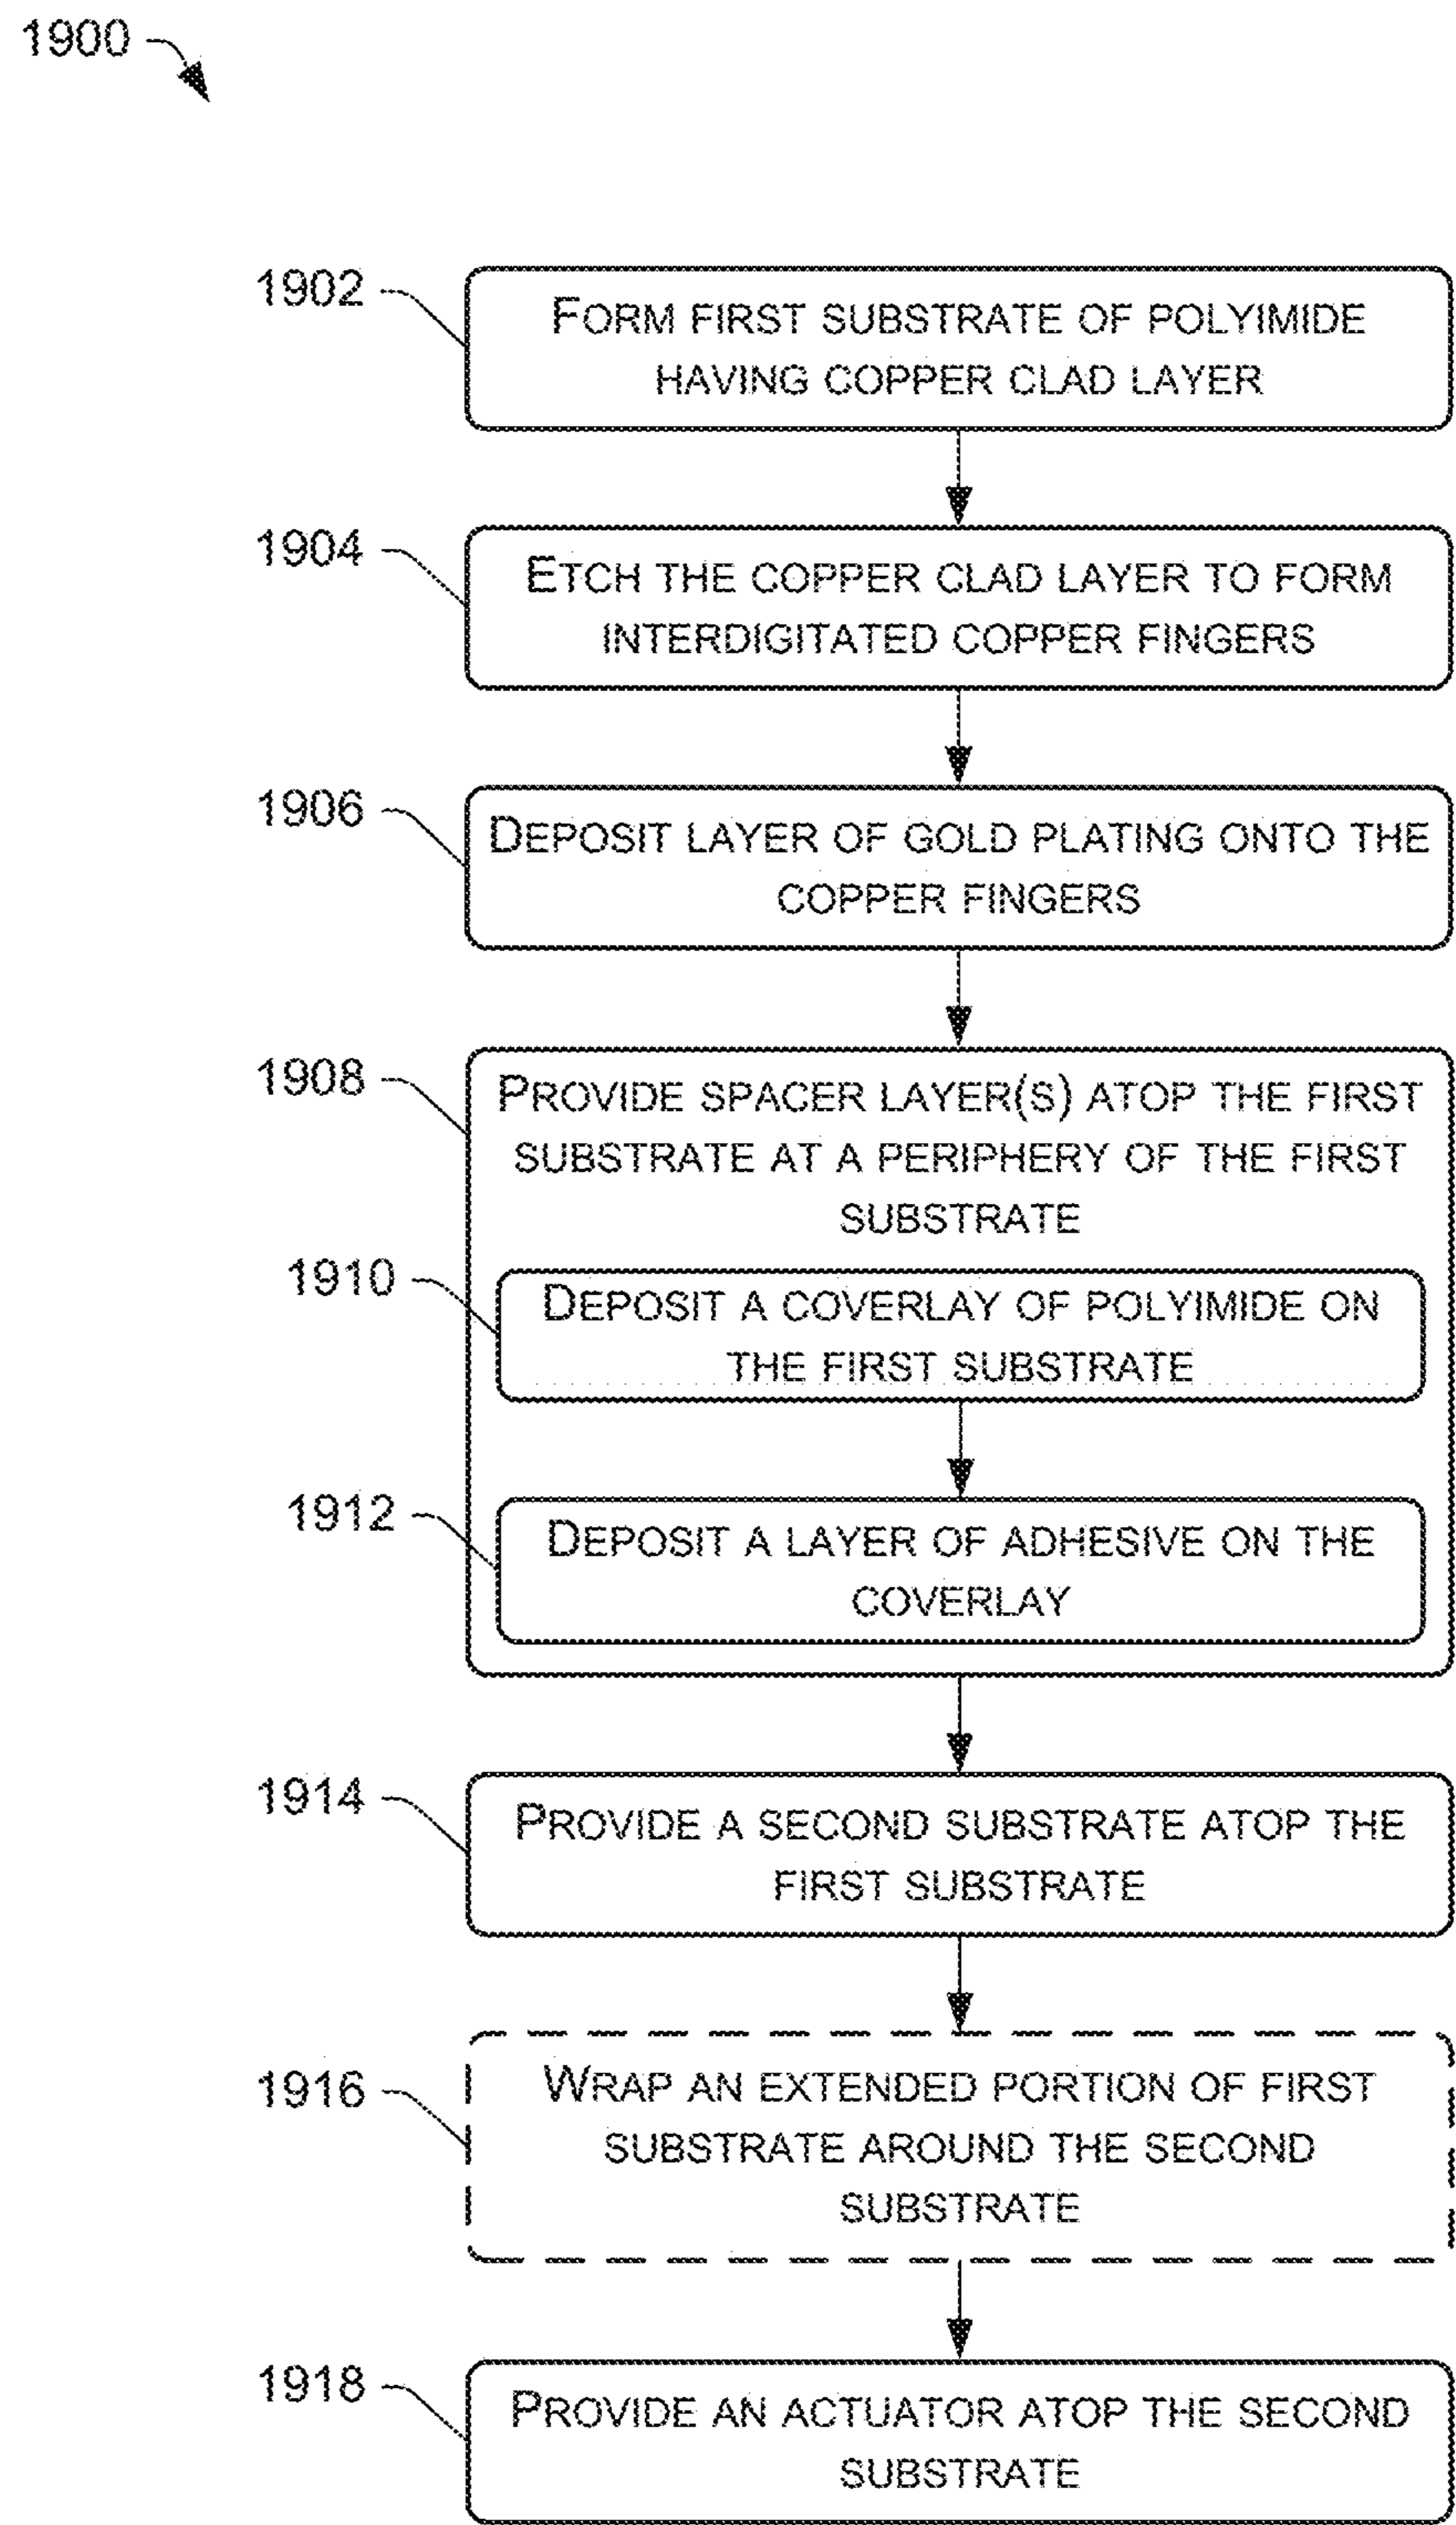 1900
1902
FORM FIRST SUBSTRATE OF POLYIMIDE
HAVING COPPER CLAD LAYER
1904
ETCH THE COPPER CLAD LAYER TO FORM
INTERDIGITATED COPPER FINGERS
1906
DEPOSIT LAYER OF GOLD PLATING ONTO THE
COPPER FINGERS
1908
PROVIDE SPACER LAYER(S) ATOP THE FIRST
SUBSTRATE AT A PERIPHERY OF THE FIRST
SUBSTRATE
1910
DEPOSIT A COVERLAY OF POLYIMIDE ON
THE FIRST SUBSTRATE
1912
DEPOSIT A LAYER OF ADHESIVE ON THE
COVERLAY
1914
PROVIDE A SECOND SUBSTRATE ATOP THE
FIRST SUBSTRATE
1916
WRAP AN EXTENDED PORTION OF FIRST
SUBSTRATE AROUND THE SECOND
SUBSTRATE
1918
PROVIDE AN ACTUATOR ATOP THE SECOND
SUBSTRATE